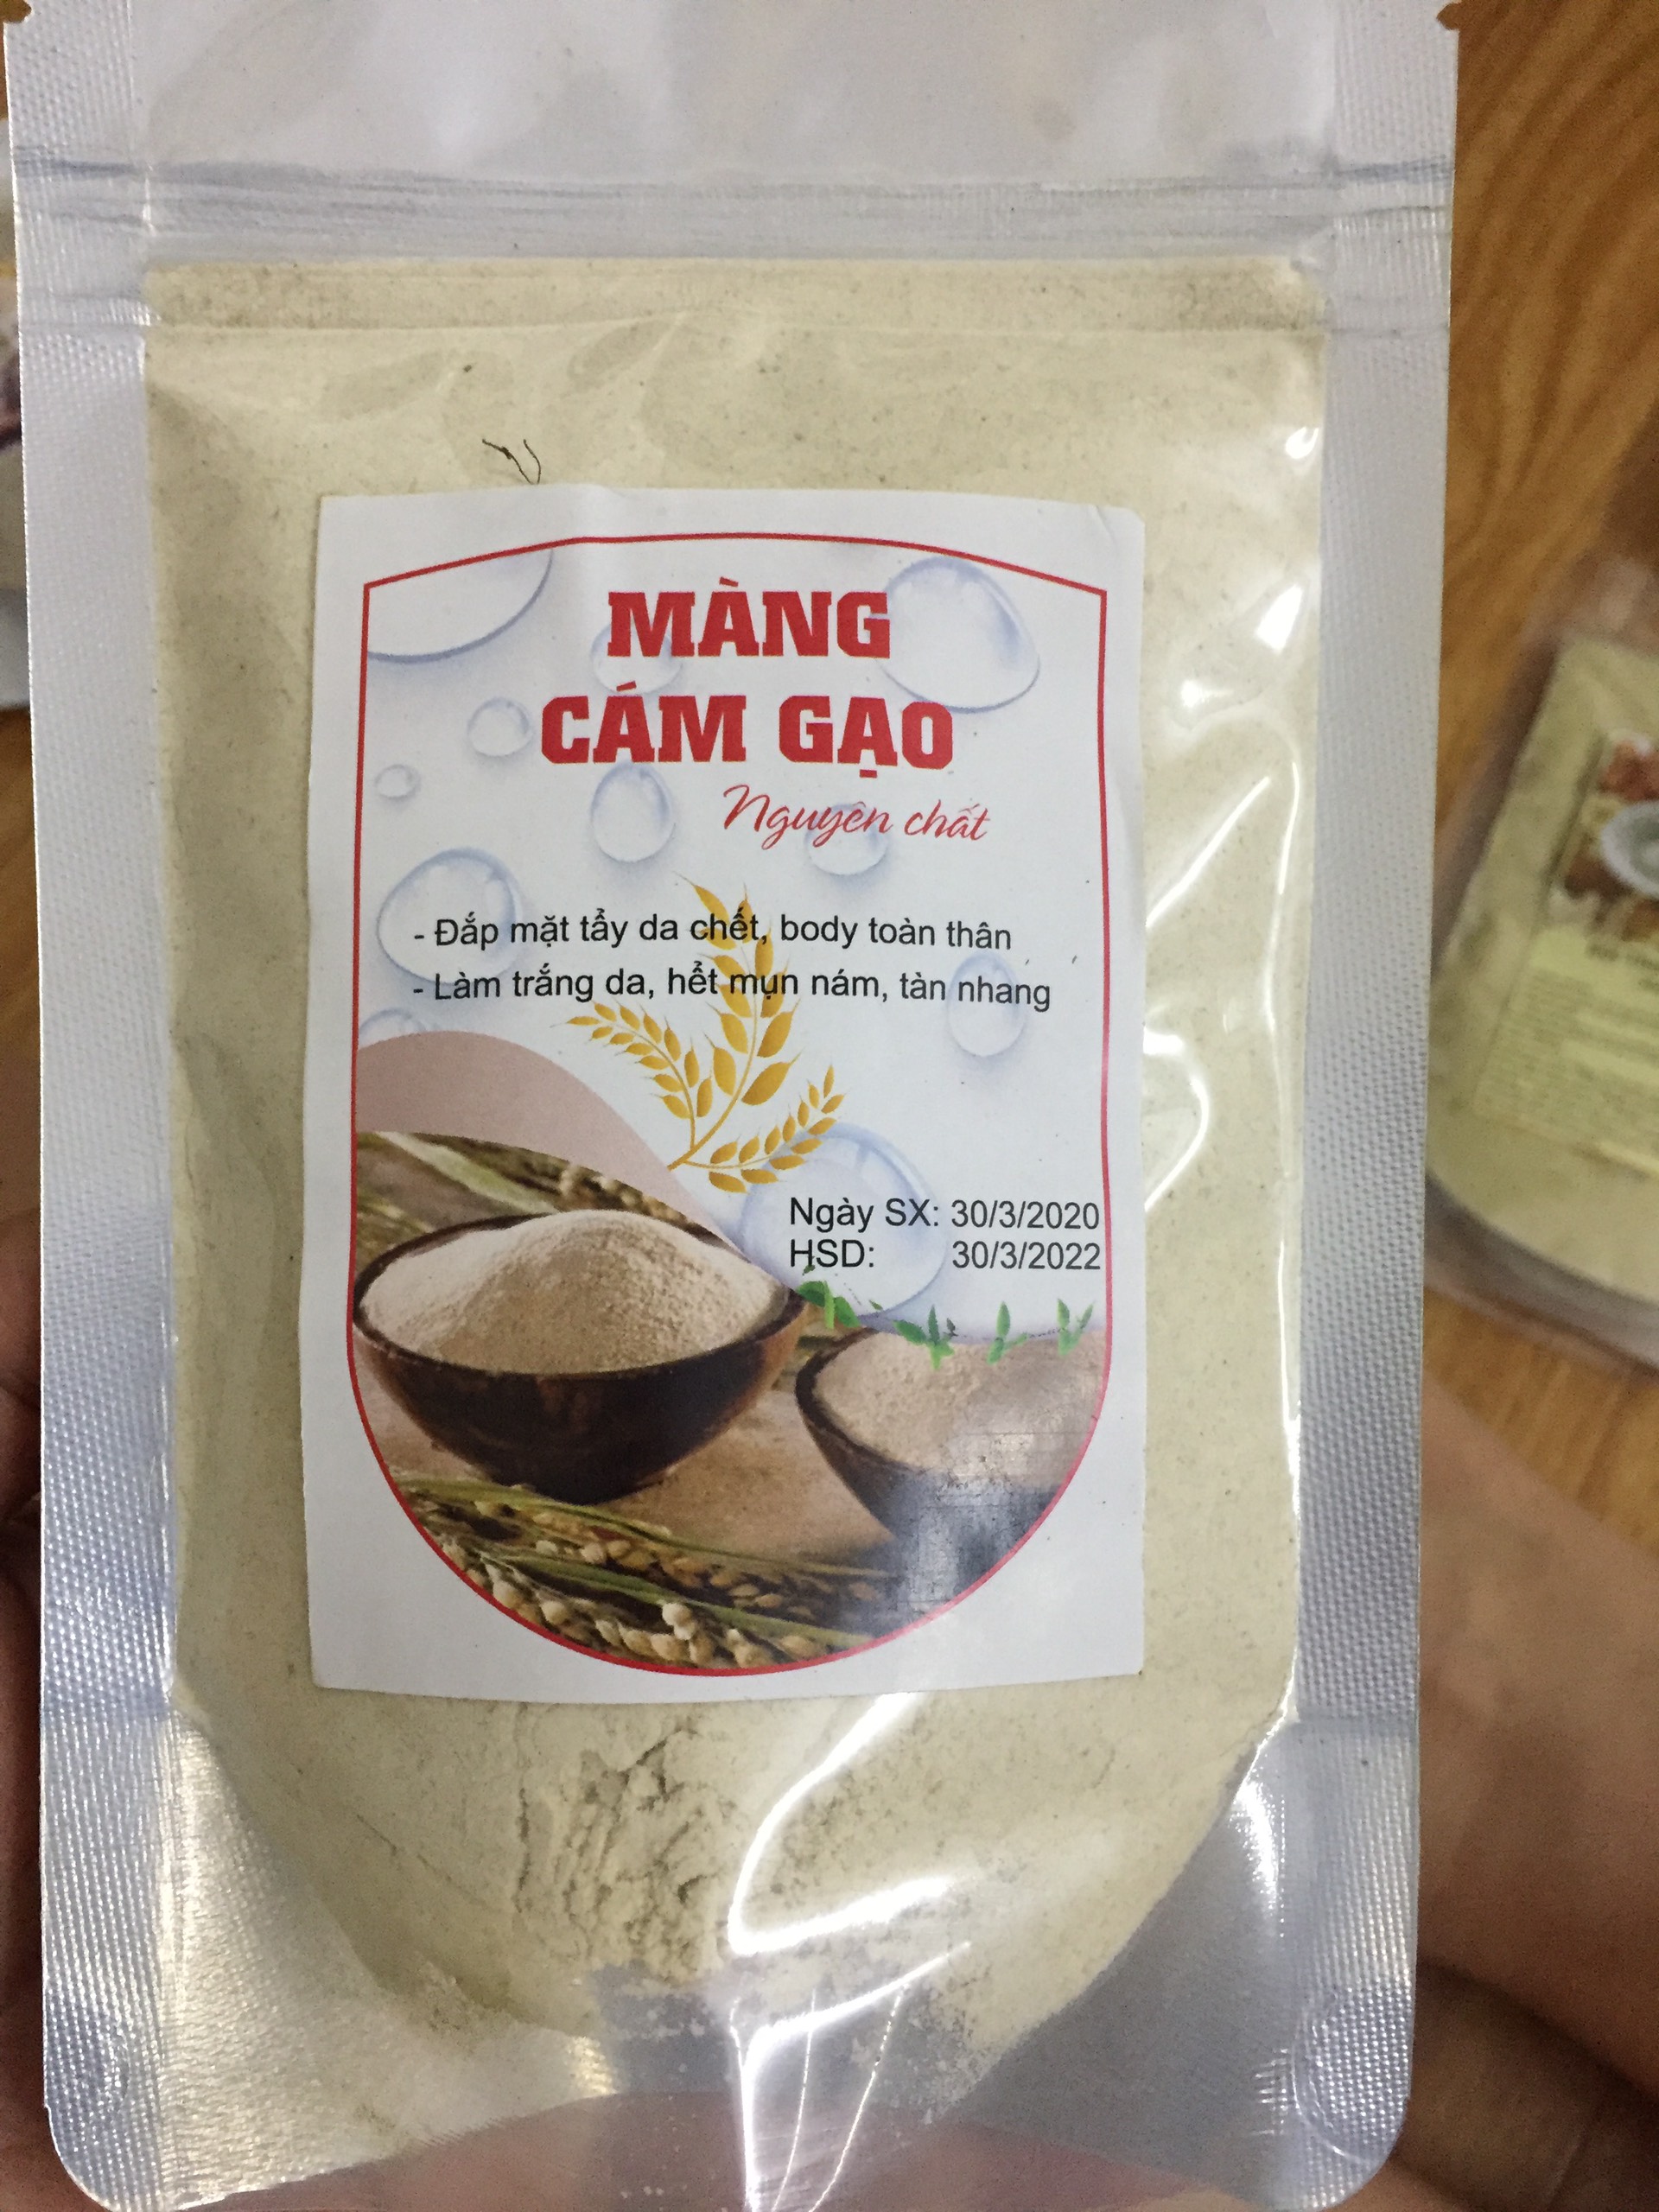 MÀNG
CÁM GẠO
Nguyên chất
- Đắp mặt tẩy da chết, body toàn thân
- Làm trắng da, hểt mụn nám, tàn nhang
Ngày SX: 30/3/2020
HSD: 30/3/2022